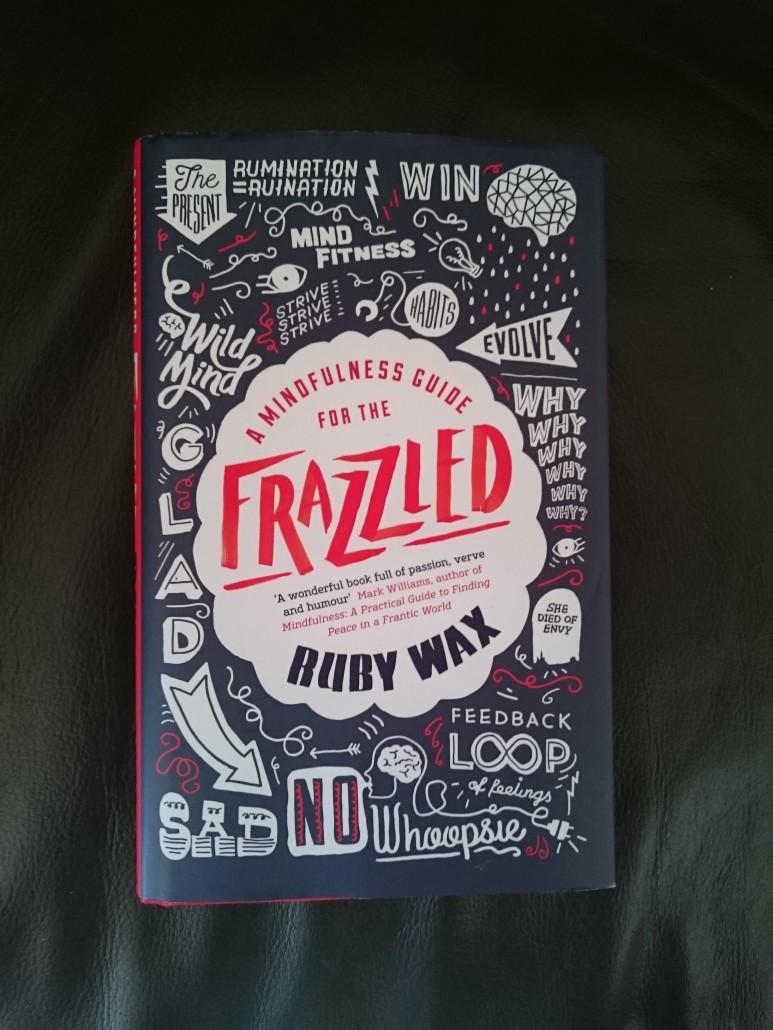 The
PRESENT
RUMINATION
=RUINATION
WIN
MIND
FITNESS
STRIVE
STRIVE
STRIVE
HABITS
EVOLVE
Wild
Mind
A MINDFULNESS GUIDE
FOR THE
FRAZZLED
'A wonderful book full of passion, verve
and humour' Mark Williams, author of
Mindfulness: A Practical Guide to Finding
Peace in a Frantic World
RUBY WAX
WHY
WHY
WHY
WHY
WHY
WHY?
GLAD
SHE
DIED OF
ENVY
FEEDBACK
LOOP
of feelings
SAD
NO
Whoopsie